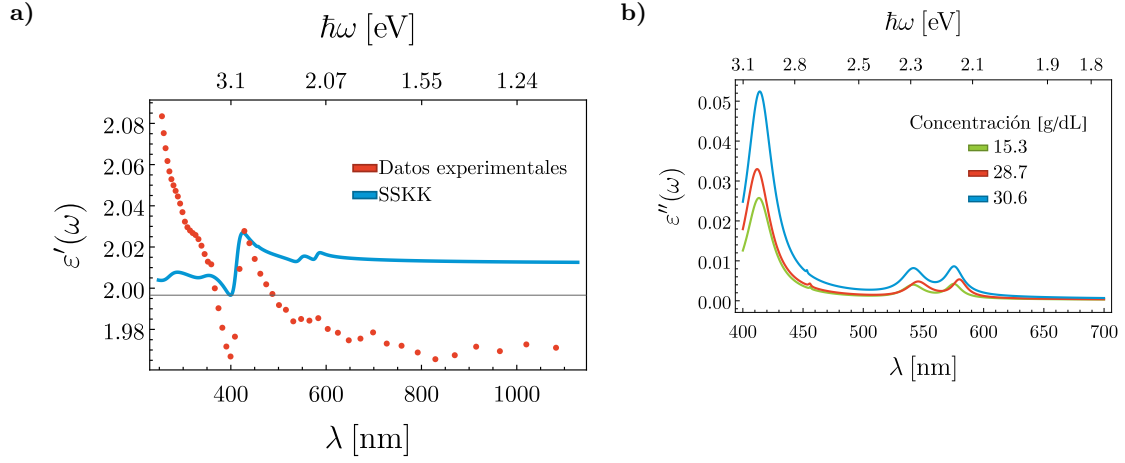 a)
ħω [eV]
3.1 2.07 1.55 1.24
2.08
2.06
2.04
2.02
2.00
1.98
ε′(ω)
Datos experimentales
SSKK
400 600 800 1000
λ [nm]
b)
ħω [eV]
3.1 2.8 2.5 2.3 2.1 1.9 1.8
0.05
0.04
0.03
0.02
0.01
0.00
ε′′(ω)
Concentración [g/dL]
15.3
28.7
30.6
400 450 500 550 600 650 700
λ [nm]